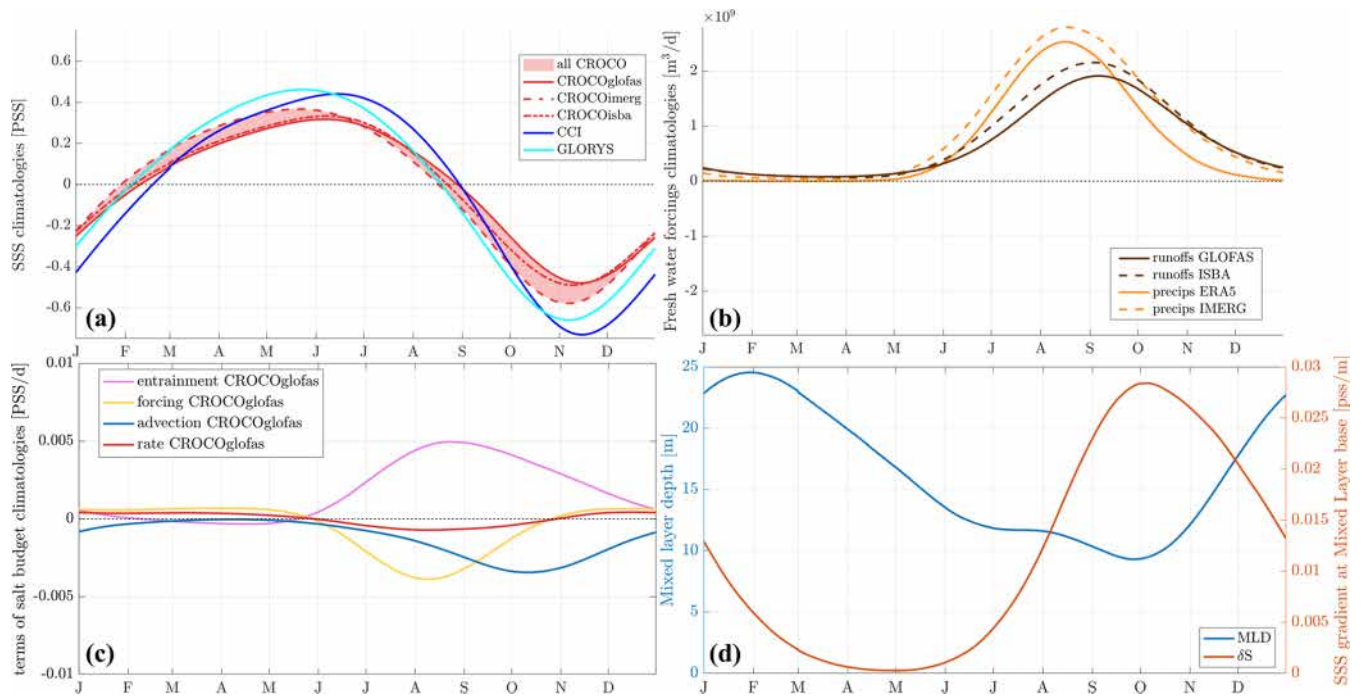 SSS climatologies [PSS]
0.6
0.4
0.2
0
-0.2
-0.4
-0.6
all CROCO
CROCOglofas
CROCOimerg
CROCOisba
CCI
GLORYS
(a)
J F M A M J J A S O N D
Fresh water forcings climatologies [m³/d]
×10⁹
2
1
0
-1
-2
runoffs GLOFAS
runoffs ISBA
precips ERA5
precips IMERG
(b)
J F M A M J J A S O N D
terms of salt budget climatologies [PSS/d]
0.01
0.005
0
-0.005
-0.01
entrainment CROCOglofas
forcing CROCOglofas
advection CROCOglofas
rate CROCOglofas
(c)
J F M A M J J A S O N D
Mixed layer depth [m]
25
20
15
10
5
0
SSS gradient at Mixed Layer base [pss/m]
0.03
0.025
0.02
0.015
0.01
0.005
0
MLD
δS
(d)
J F M A M J J A S O N D